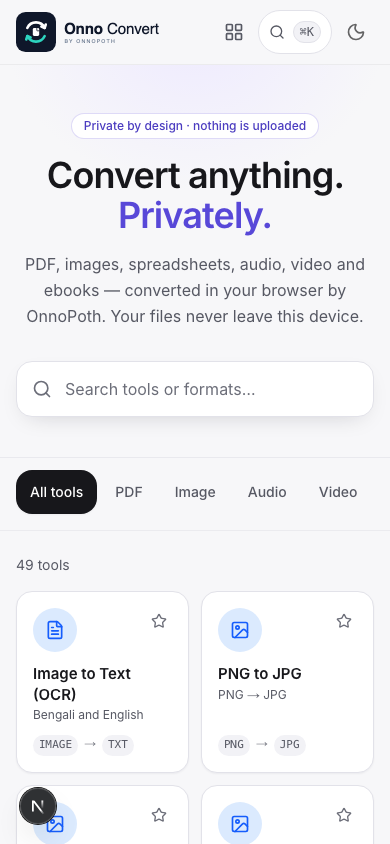 Onno Convert
BY ONNOPOTH
⌘K
Private by design · nothing is uploaded
Convert anything.
Privately.
PDF, images, spreadsheets, audio, video and
ebooks — converted in your browser by
OnnoPoth. Your files never leave this device.
Search tools or formats...
All tools PDF Image Audio Video
49 tools
Image to Text
(OCR)
Bengali and English
IMAGE → TXT
PNG to JPG
PNG → JPG
PNG → JPG
N